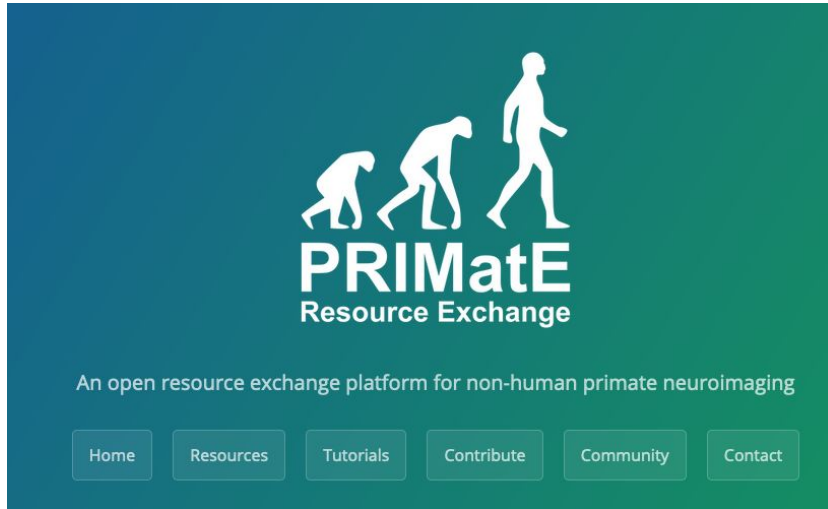 PRIMatE
Resource Exchange
An open resource exchange platform for non-human primate neuroimaging
Home Resources Tutorials Contribute Community Contact